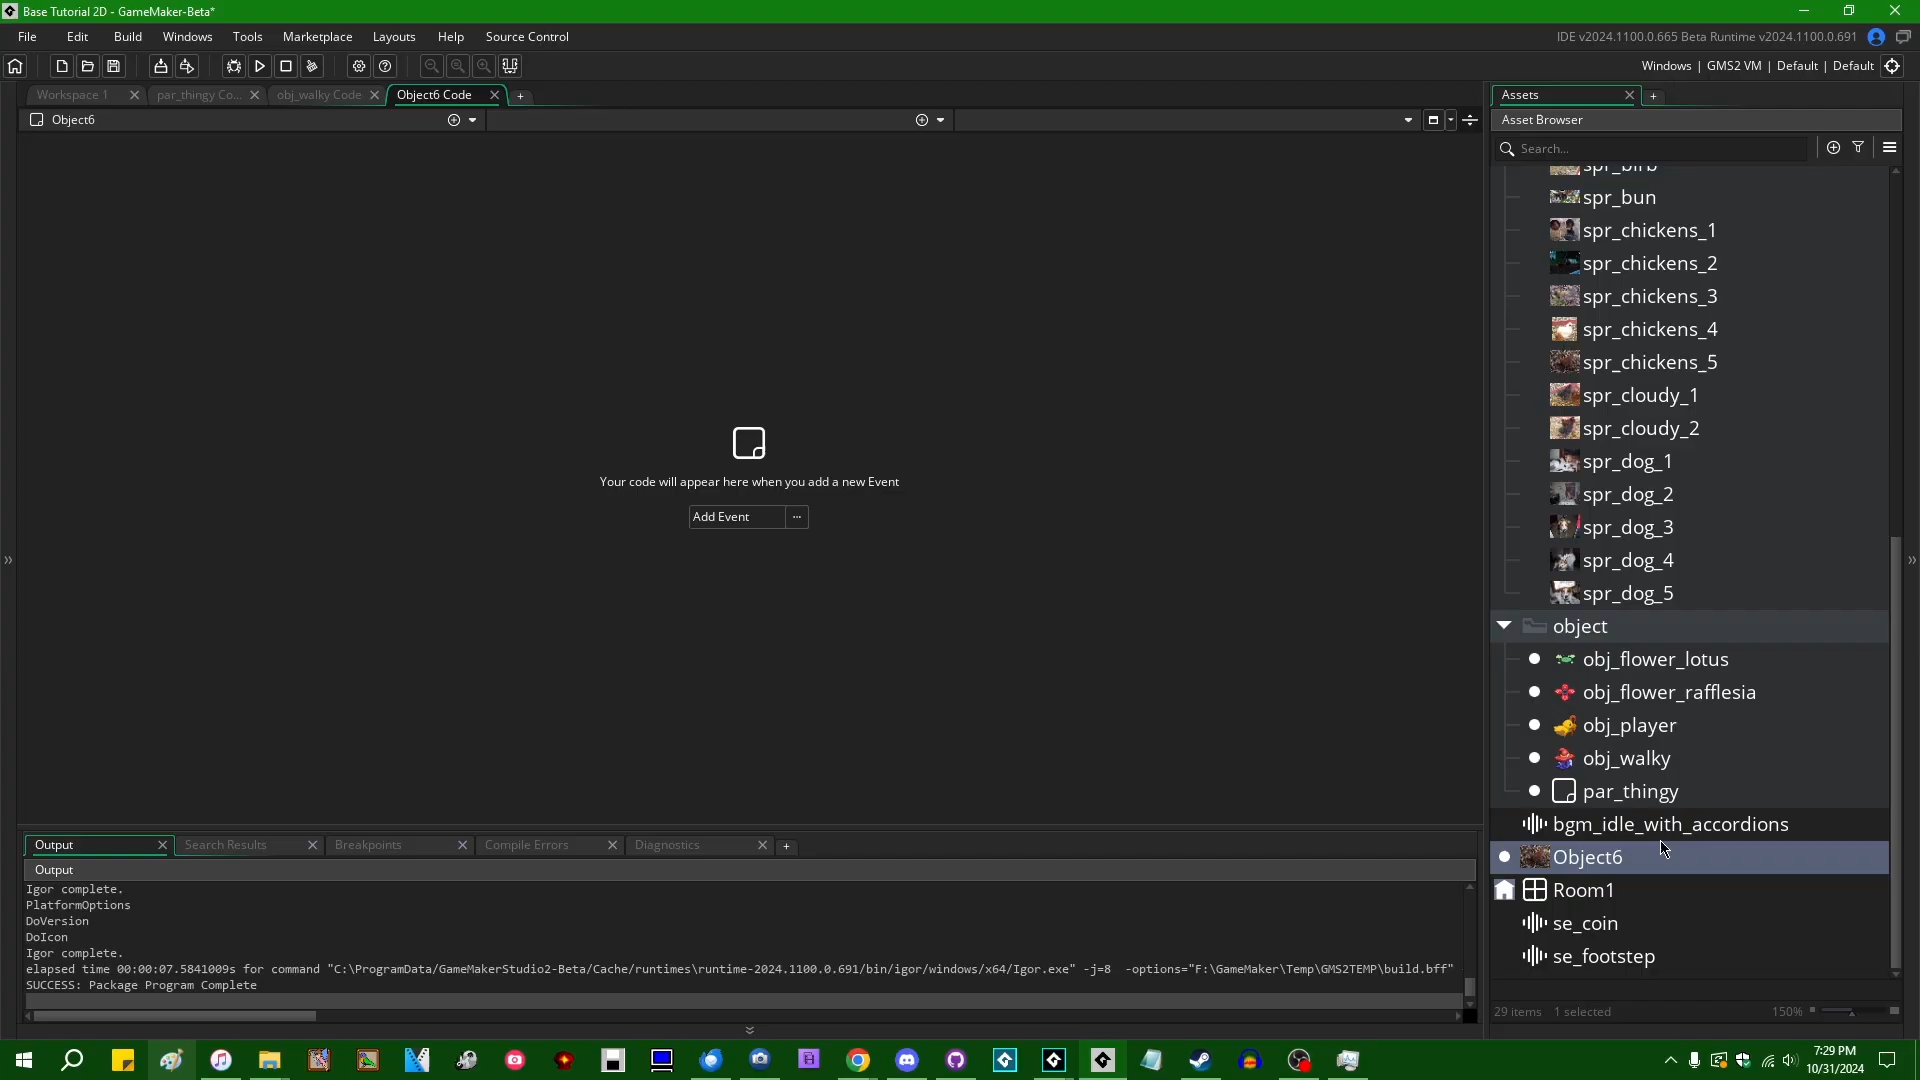 Base Tutorial 2D - GameMaker-Beta*
File Edit Build Windows Tools Marketplace Layouts Help Source Control
IDE v2024.1100.0.665 Beta Runtime v2024.1100.0.691
Windows | GMS2 VM | Default | Default
Workspace 1
par_thingy Co...
obj_walky Code
Object6 Code
Object6
Your code will appear here when you add a new Event
Add Event
Assets
Asset Browser
Search...
spr_birb
spr_bun
spr_chickens_1
spr_chickens_2
spr_chickens_3
spr_chickens_4
spr_chickens_5
spr_cloudy_1
spr_cloudy_2
spr_dog_1
spr_dog_2
spr_dog_3
spr_dog_4
spr_dog_5
object
obj_flower_lotus
obj_flower_rafflesia
obj_player
obj_walky
par_thingy
bgm_idle_with_accordions
Object6
Room1
se_coin
se_footstep
29 items 1 selected
150%
Output
Search Results
Breakpoints
Compile Errors
Diagnostics
Output
Igor complete.
PlatformOptions
DoVersion
DoIcon
Igor complete.
elapsed time 00:00:07.5841009s for command "C:\ProgramData/GameMakerStudio2-Beta/Cache/runtimes\runtime-2024.1100.0.691/bin/igor/windows/x64/Igor.exe" -j=8  -options="F:\GameMaker\Temp\GMS2TEMP\build.bff"
SUCCESS: Package Program Complete
7:29 PM
10/31/2024